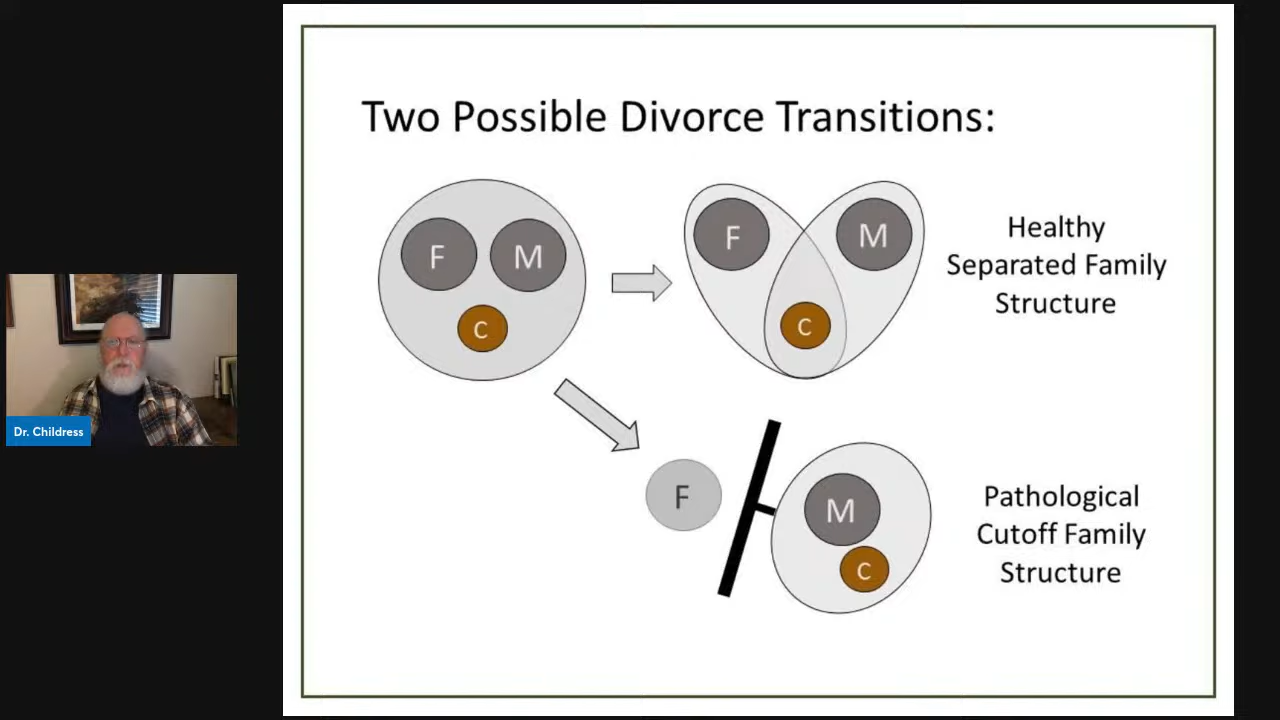 Two Possible Divorce Transitions:
F M
C
F M
C
Healthy
Separated Family
Structure
F
M
C
Pathological
Cutoff Family
Structure
Dr. Childress